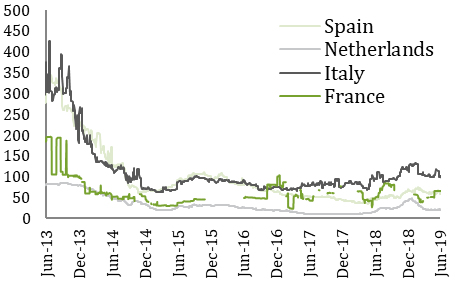 500
450
400
350
300
250
200
150
100
50
0
Spain
Netherlands
Italy
France
Jun-13
Dec-13
Jun-14
Dec-14
Jun-15
Dec-15
Jun-16
Dec-16
Jun-17
Dec-17
Jun-18
Dec-18
Jun-19